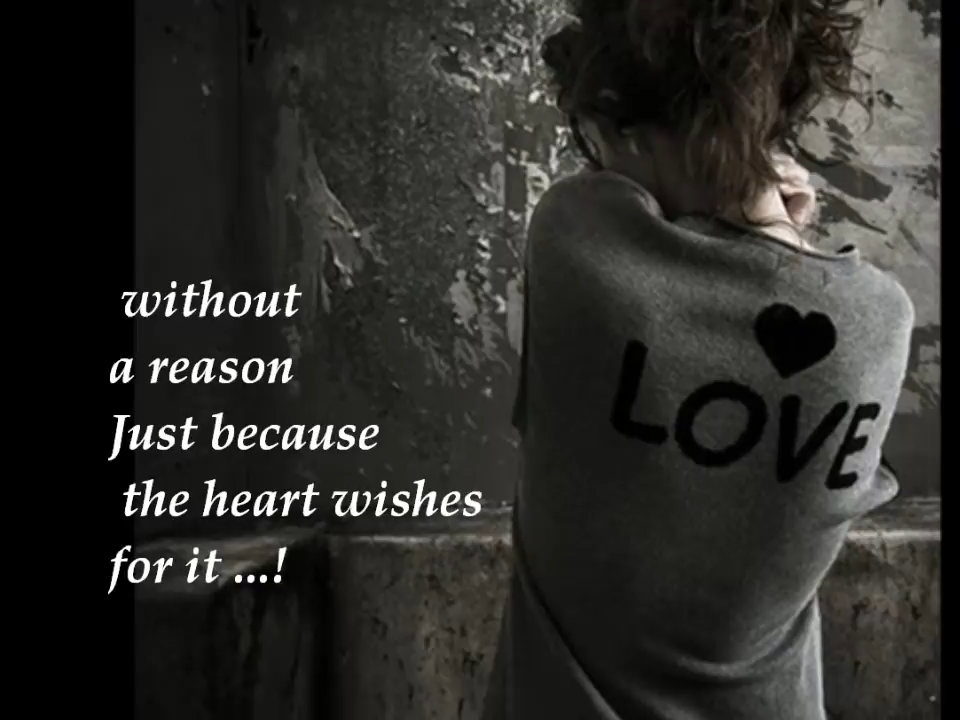 without
a reason
Just because
the heart wishes
for it ...!
LOVE